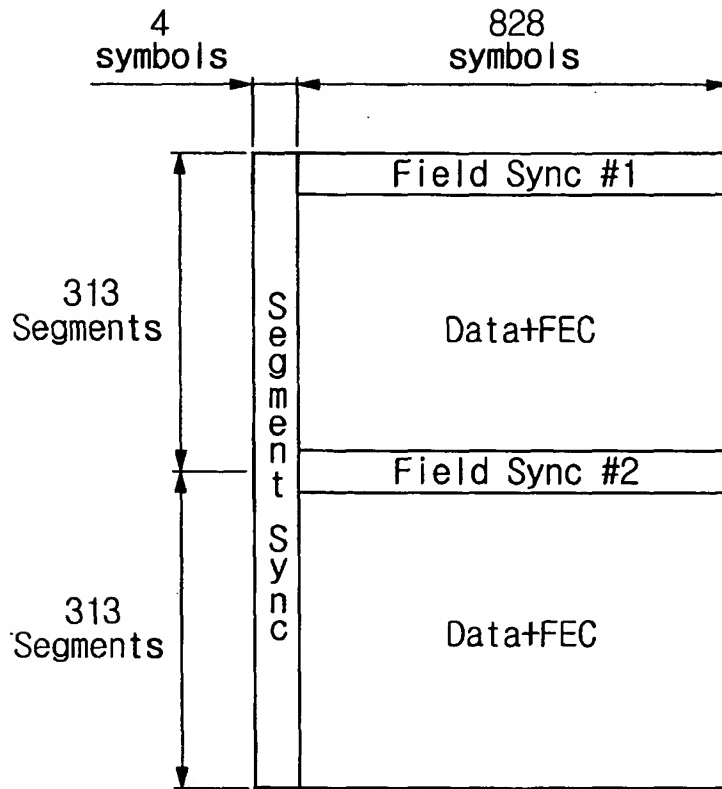 4
symbols
828
symbols
Field Sync #1
313
Segments
Segment Sync
Data+FEC
Field Sync #2
313
Segments
Data+FEC